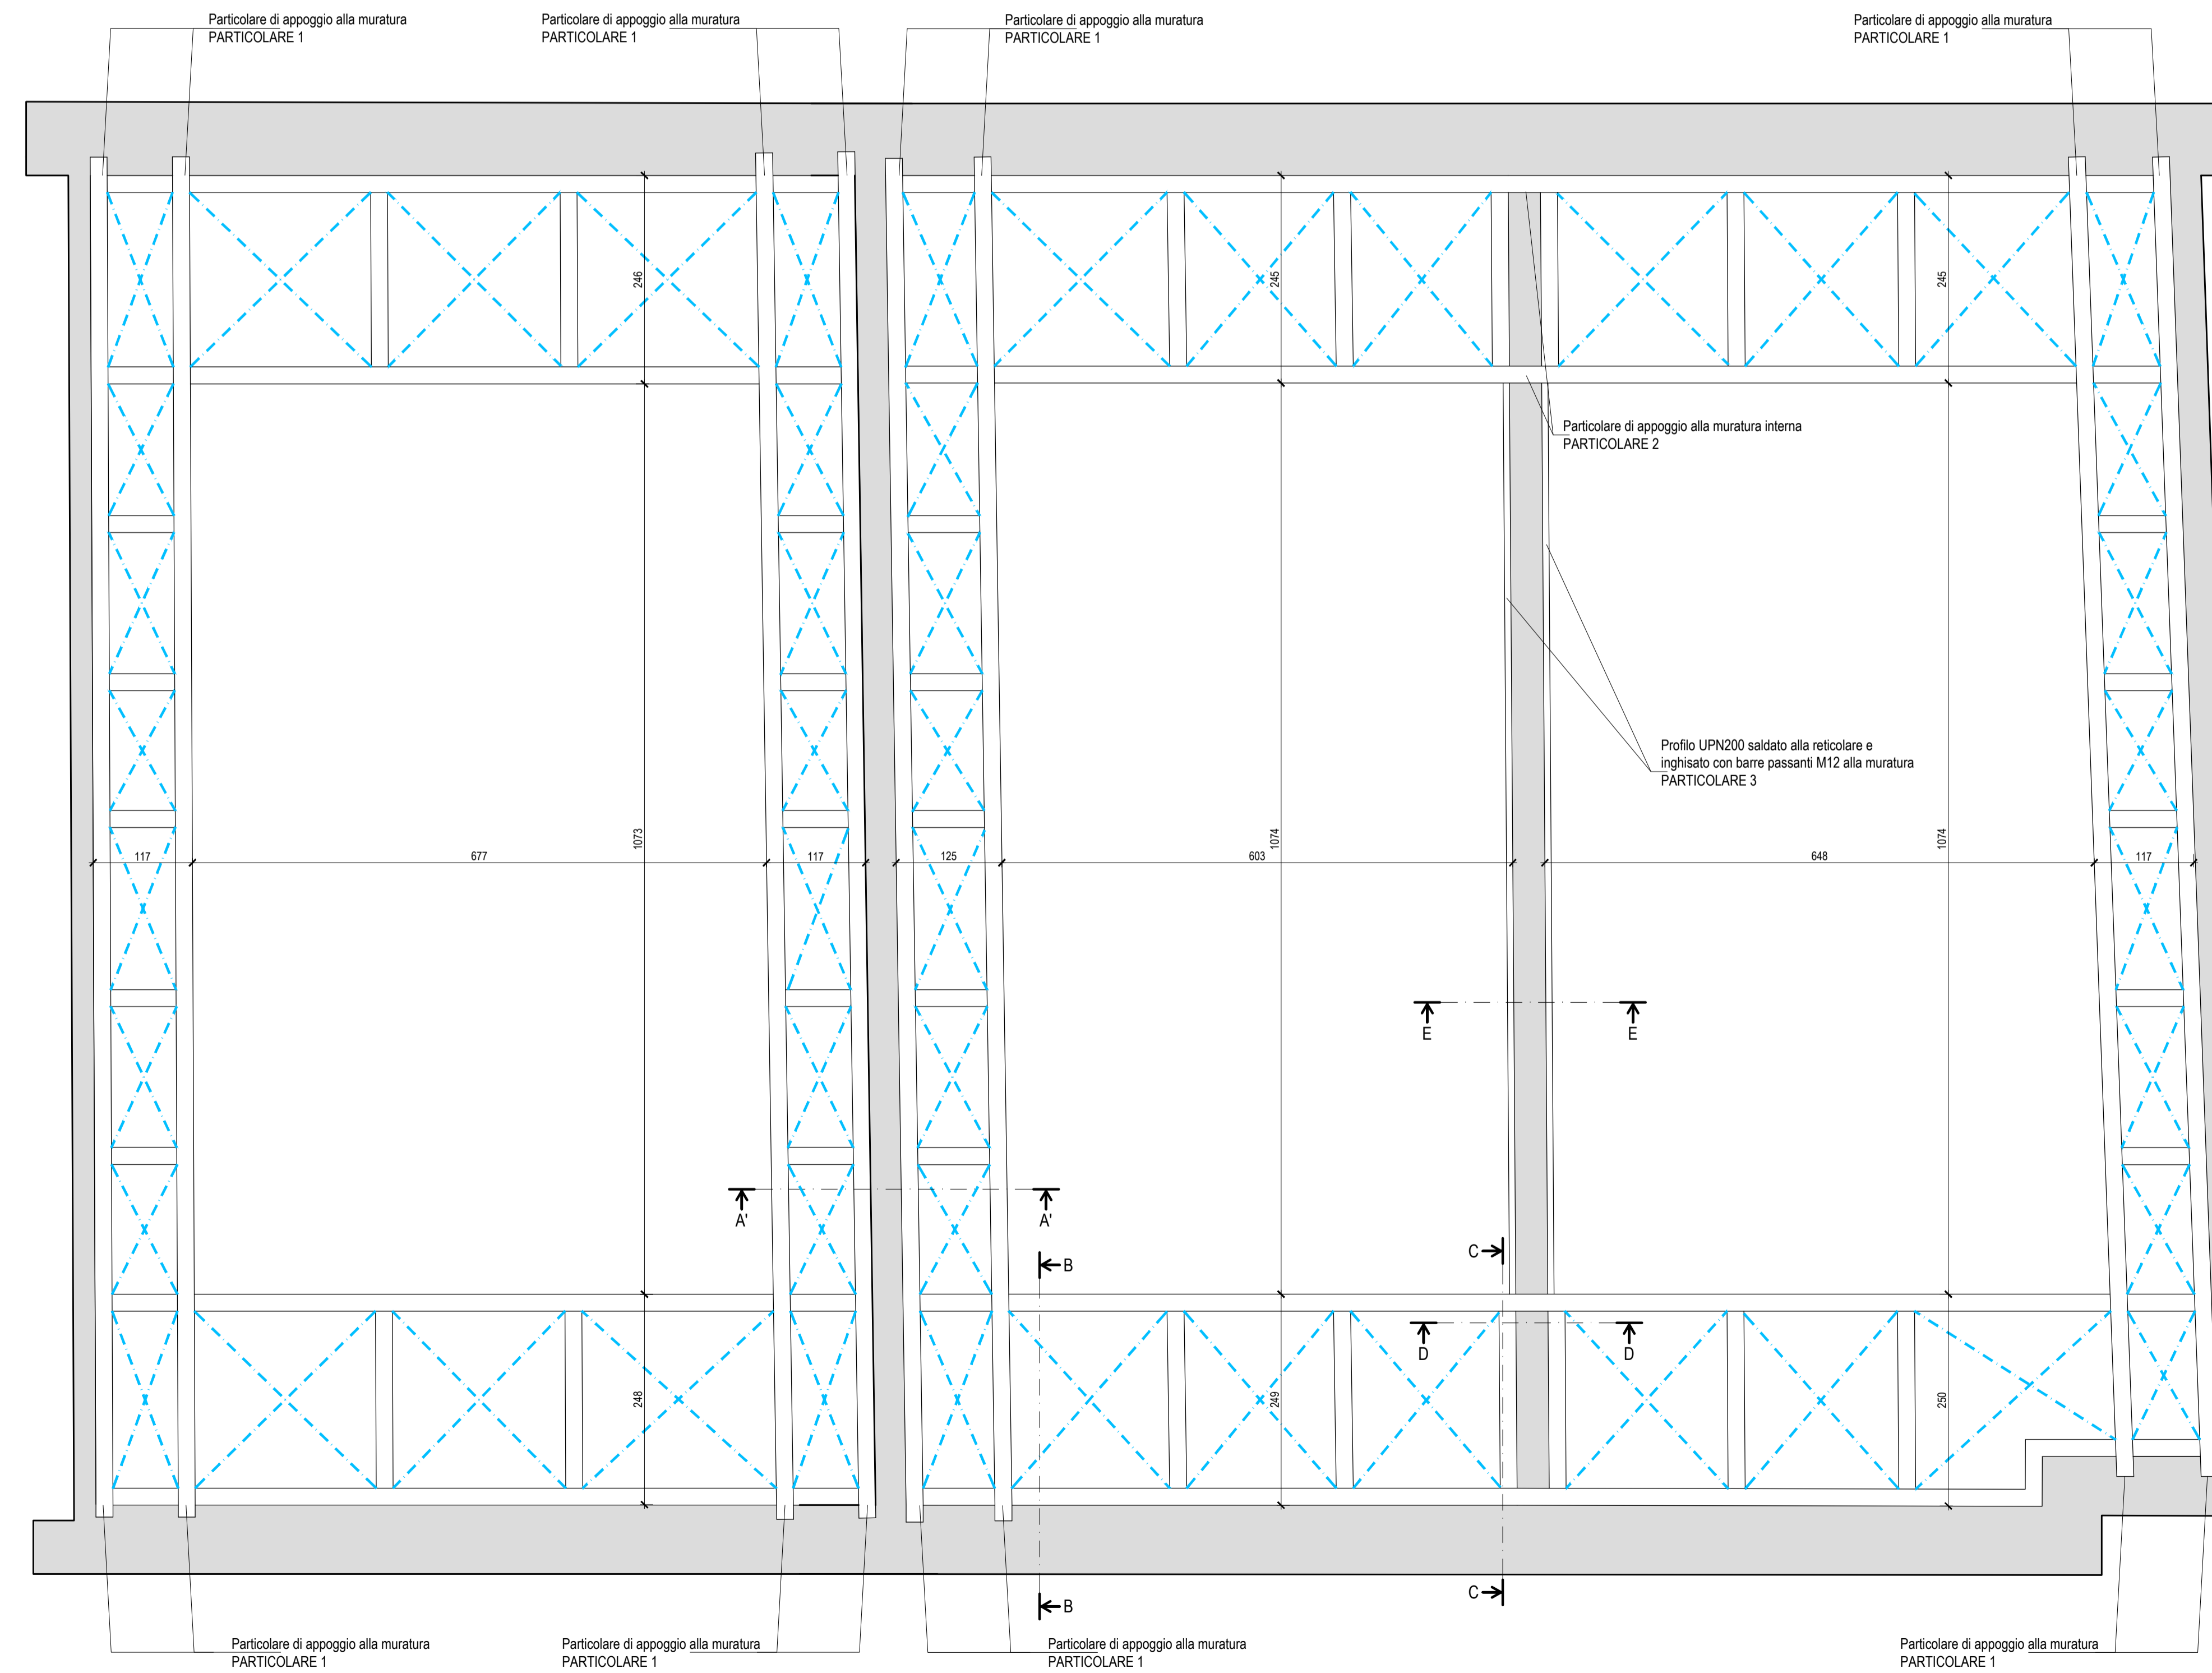 Particolare di appoggio alla muratura
PARTICOLARE 1
Particolare di appoggio alla muratura
PARTICOLARE 1
Particolare di appoggio alla muratura
PARTICOLARE 1
Particolare di appoggio alla muratura
PARTICOLARE 1
246
245
245
Particolare di appoggio alla muratura interna
PARTICOLARE 2
Profilo UPN200 saldato alla reticolare e
inghisato con barre passanti M12 alla muratura
PARTICOLARE 3
1073
1074
1074
117
677
117
125
603
648
117
E
E
A'
A'
B
C
D
D
248
249
250
B
C
Particolare di appoggio alla muratura
PARTICOLARE 1
Particolare di appoggio alla muratura
PARTICOLARE 1
Particolare di appoggio alla muratura
PARTICOLARE 1
Particolare di appoggio alla muratura
PARTICOLARE 1